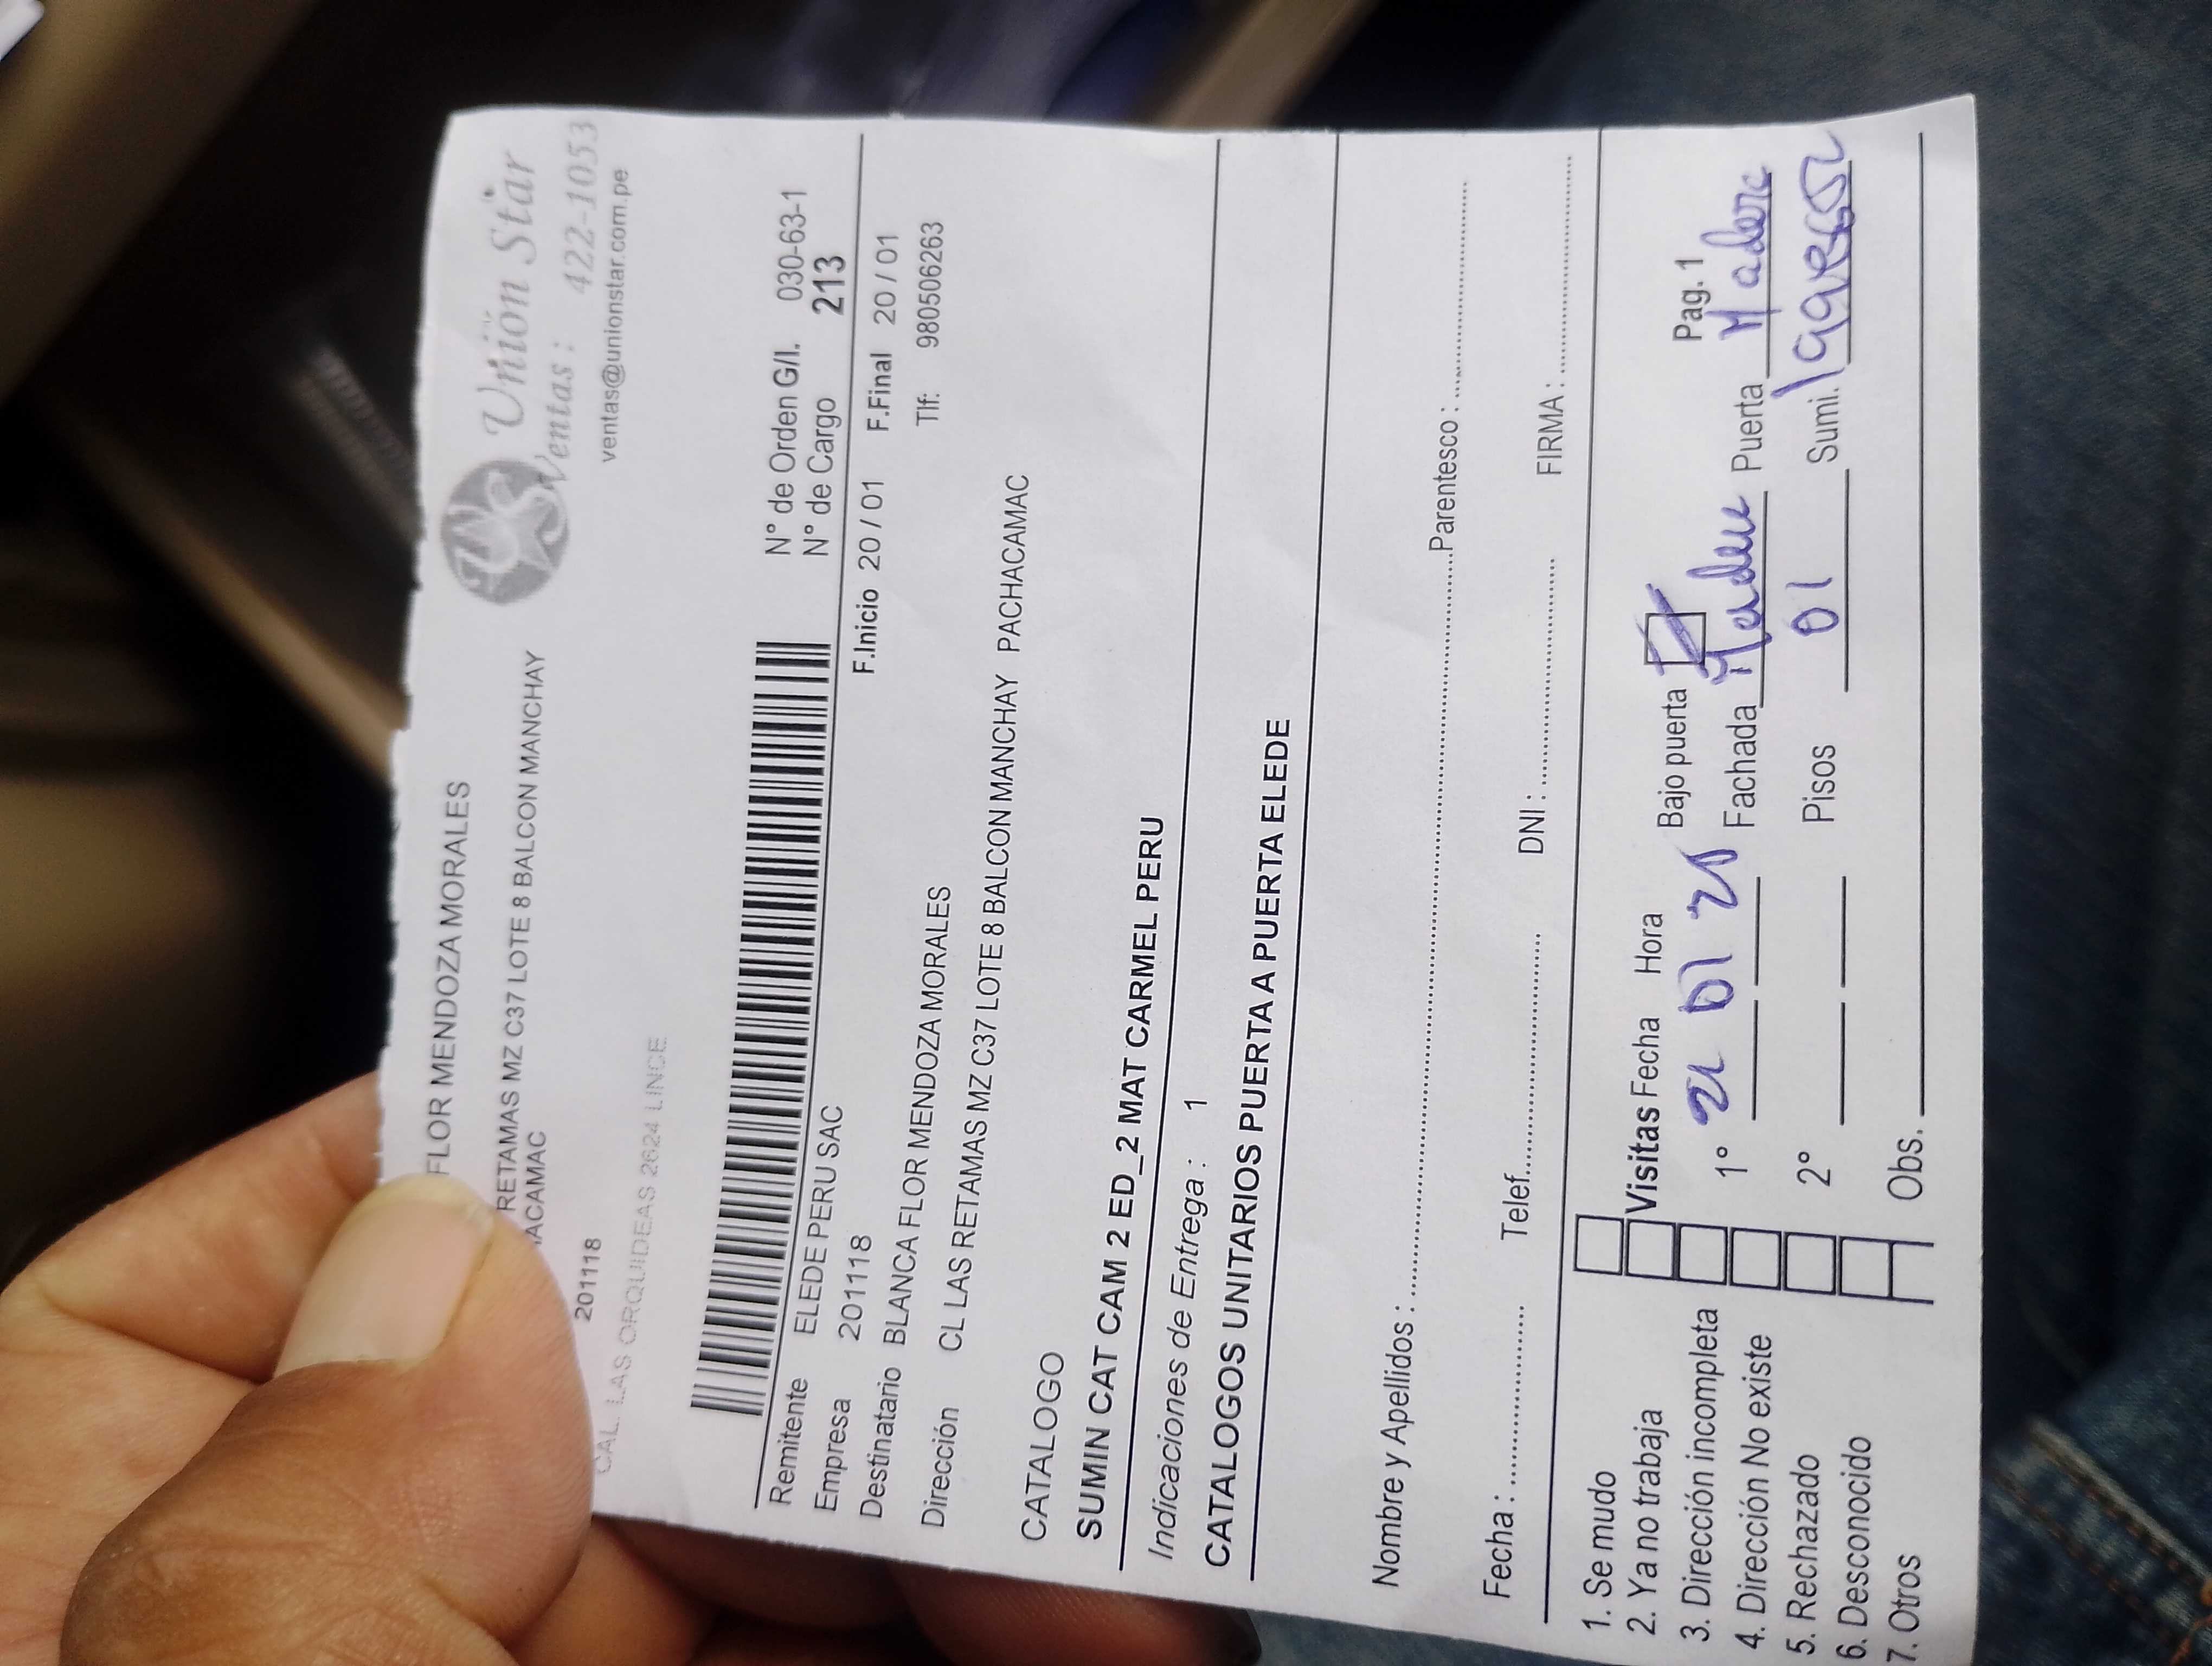 FLOR MENDOZA MORALES
RETAMAS MZ C37 LOTE 8 BALCON MANCHAY
ACAMAC
201118
CAL. LAS ORQUIDEAS 2624 LINCE
Unión Star
Ventas : 422-1053
ventas@unionstar.com.pe
Remitente ELEDE PERU SAC N° de Orden G/I. 030-63-1
Empresa 201118 N° de Cargo 213
Destinatario BLANCA FLOR MENDOZA MORALES F.Inicio 20 / 01 F.Final 20 / 01
Dirección CL LAS RETAMAS MZ C37 LOTE 8 BALCON MANCHAY PACHACAMAC Tlf: 980506263
CATALOGO
SUMIN CAT CAM 2 ED_2 MAT CARMEL PERU
Indicaciones de Entrega : 1
CATALOGOS UNITARIOS PUERTA A PUERTA ELEDE
Nombre y Apellidos : Parentesco :
Fecha : Telef. DNI : FIRMA :
1. Se mudo
2. Ya no trabaja
3. Dirección incompleta
4. Dirección No existe
5. Rechazado
6. Desconocido
7. Otros
Visitas Fecha Hora Bajo puerta Pag. 1
1° 21 01 25 Fachada Puerta Madera
2° Pisos 01 Sumi.
Obs.